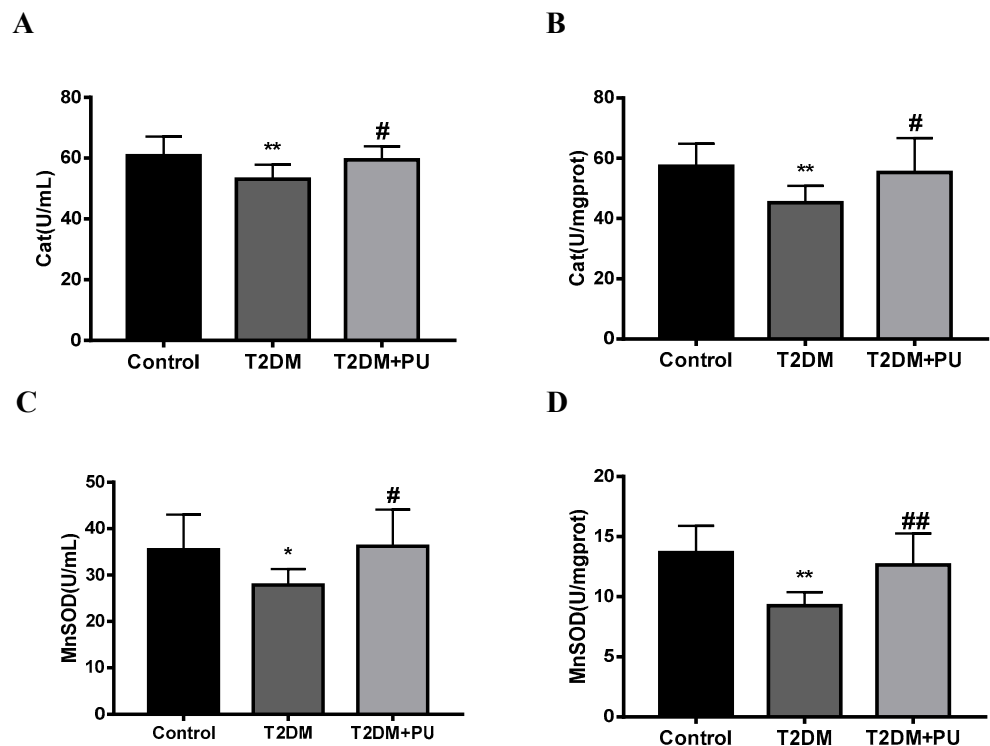 A
Cat(U/mL)
80
60
40
20
0
**
#
Control T2DM T2DM+PU
B
Cat(U/mgprot)
80
60
40
20
0
**
#
Control T2DM T2DM+PU
C
MnSOD(U/mL)
50
40
30
20
10
0
*
#
Control T2DM T2DM+PU
D
MnSOD(U/mgprot)
20
15
10
5
0
**
##
Control T2DM T2DM+PU